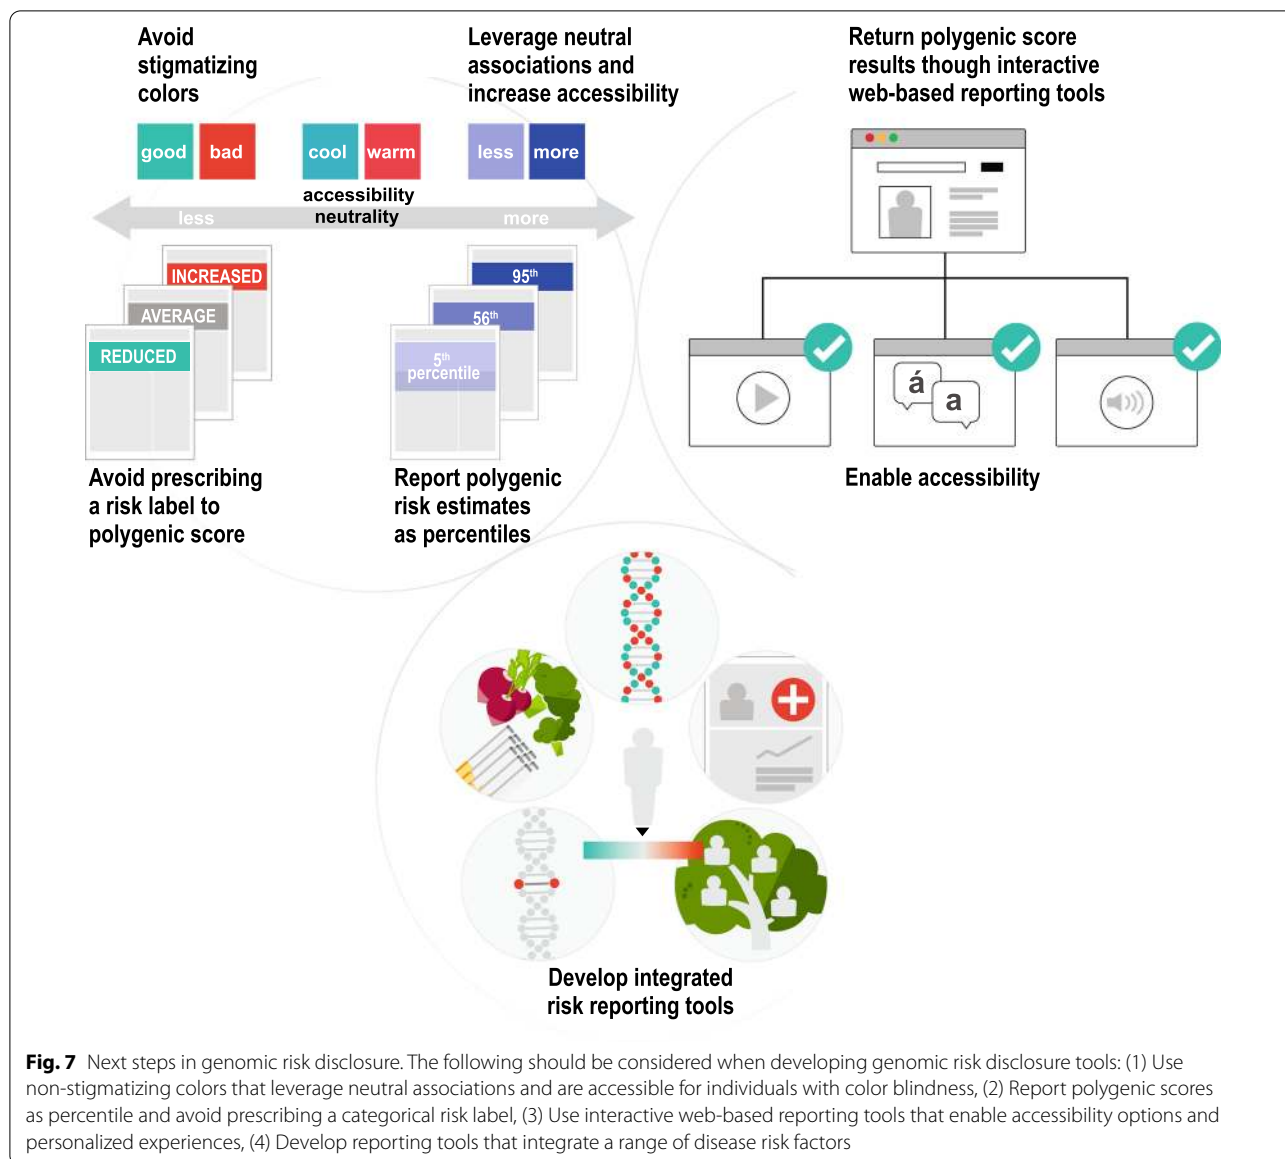 Avoid
stigmatizing
colors
Leverage neutral
associations and
increase accessibility
Return polygenic score
results though interactive
web-based reporting tools
good
bad
cool
warm
less
more
accessibility
less
neutrality
more
INCREASED
AVERAGE
REDUCED
95th
56th
5th
percentile
á
a
Avoid prescribing
a risk label to
polygenic score
Report polygenic
risk estimates
as percentiles
Enable accessibility
Develop integrated
risk reporting tools
Fig. 7 Next steps in genomic risk disclosure. The following should be considered when developing genomic risk disclosure tools: (1) Use
non-stigmatizing colors that leverage neutral associations and are accessible for individuals with color blindness, (2) Report polygenic scores
as percentile and avoid prescribing a categorical risk label, (3) Use interactive web-based reporting tools that enable accessibility options and
personalized experiences, (4) Develop reporting tools that integrate a range of disease risk factors